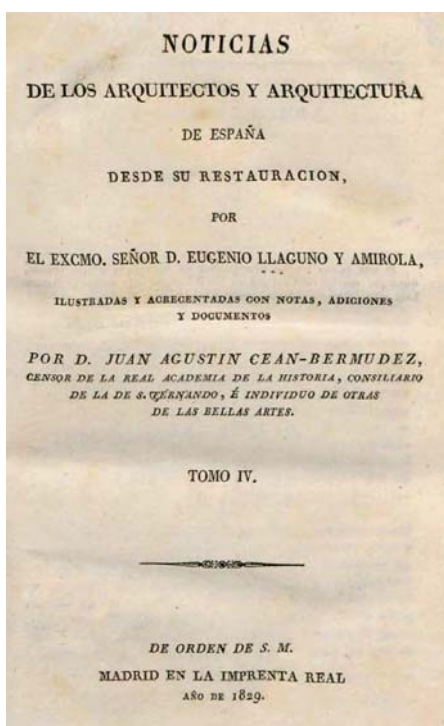 NOTICIAS
DE LOS ARQUITECTOS Y ARQUITECTURA
DE ESPAÑA
DESDE SU RESTAURACION,
POR
EL EXCMO. SEÑOR D. EUGENIO LLAGUNO Y AMIROLA,
ILUSTRADAS Y ACRECENTADAS CON NOTAS, ADICIONES
Y DOCUMENTOS
POR D. JUAN AGUSTIN CEAN-BERMUDEZ,
CENSOR DE LA REAL ACADEMIA DE LA HISTORIA, CONSILIARIO
DE LA DE S. FERNANDO, É INDIVIDUO DE OTRAS
DE LAS BELLAS ARTES.
TOMO IV.
DE ORDEN DE S. M.
MADRID EN LA IMPRENTA REAL
AÑO DE 1829.